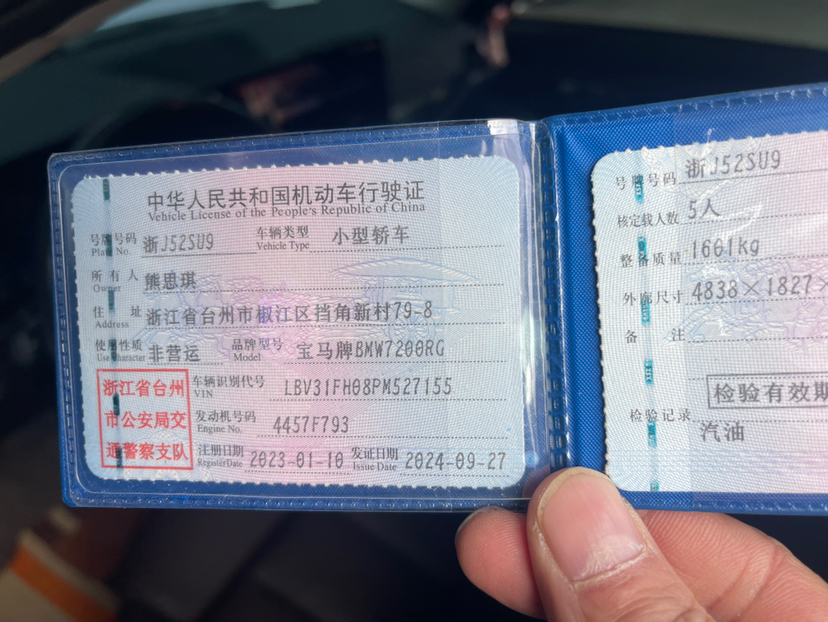 中华人民共和国机动车行驶证
Vehicle License of the People's Republic of China
号牌号码 浙J52SU9 车辆类型 小型轿车
Plate No. Vehicle Type
所有人 熊思琪
Owner
住址 浙江省台州市椒江区挡角新村79-8
Address
使用性质 非营运 品牌型号 宝马牌BMW7200RG
Use Character Model
浙江省台州
市公安局交
通警察支队
车辆识别代号 LBV31FH08PM527155
VIN
发动机号码 4457F793
Engine No.
注册日期 2023-01-10 发证日期 2024-09-27
Register Date Issue Date
号牌号码 浙J52SU9
核定载人数 5人
整备质量 1601kg
外廓尺寸 4838×1827×
备注
检验有效期
检验记录
汽油